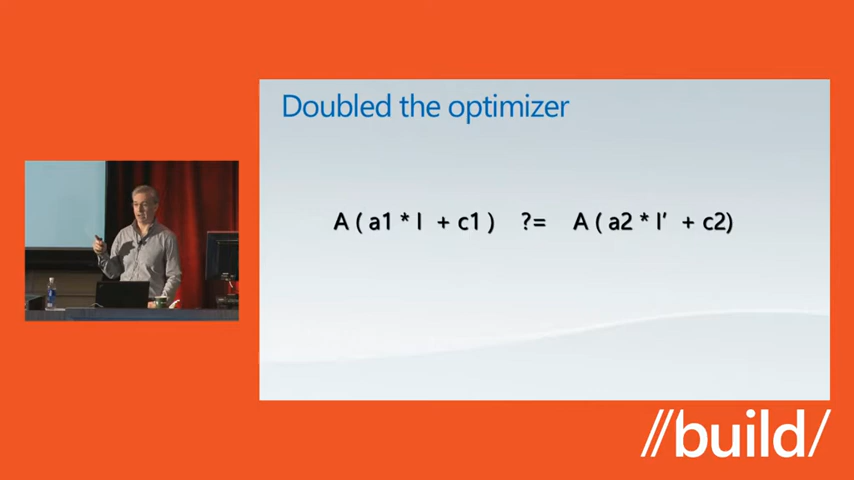 Doubled the optimizer
A ( a1 * I + c1 ) ?= A ( a2 * I' + c2)
//build/